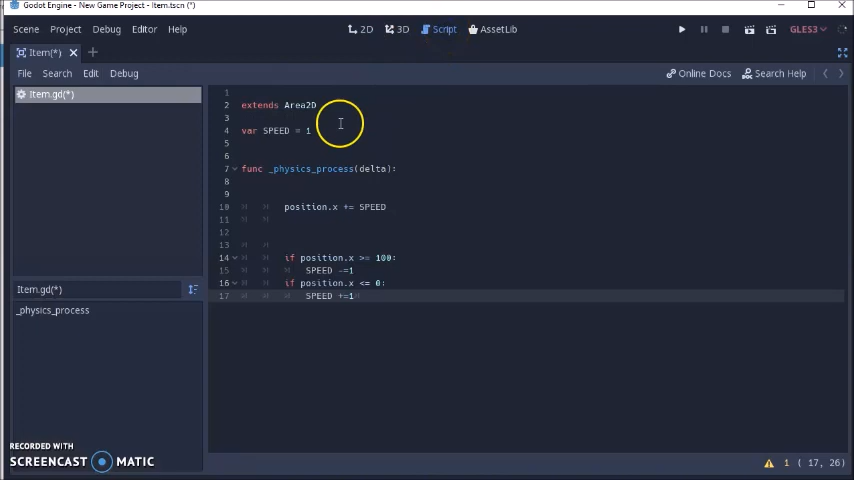 Godot Engine - New Game Project - Item.tscn (*)
Scene Project Debug Editor Help 2D 3D Script AssetLib GLES3
Item(*)
File Search Edit Debug Online Docs Search Help
Item.gd(*)
1
2 extends Area2D
3
4 var SPEED = 1
5
6
7 func _physics_process(delta):
8
9
10 position.x += SPEED
11
12
13
14 if position.x >= 100:
15 SPEED -=1
16 if position.x <= 0:
17 SPEED +=1
Item.gd(*)
_physics_process
RECORDED WITH
SCREENCAST MATIC
1 ( 17, 26)